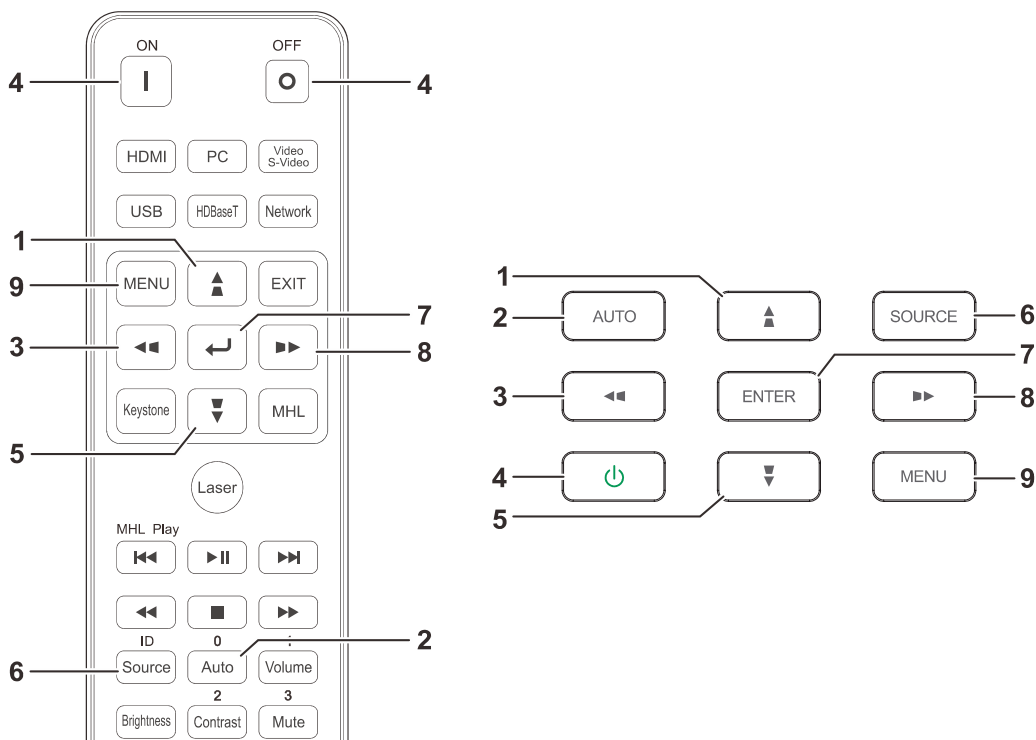 ON OFF
4 I O 4
HDMI PC Video S-Video
USB HDBaseT Network
1
9 MENU EXIT
7
3 8
Keystone MHL
5
Laser
MHL Play
ID 0 :
2
6 Source Auto Volume
2 3
Brightness Contrast Mute
1
2 AUTO SOURCE 6
7
3 ENTER 8
4 MENU 9
5